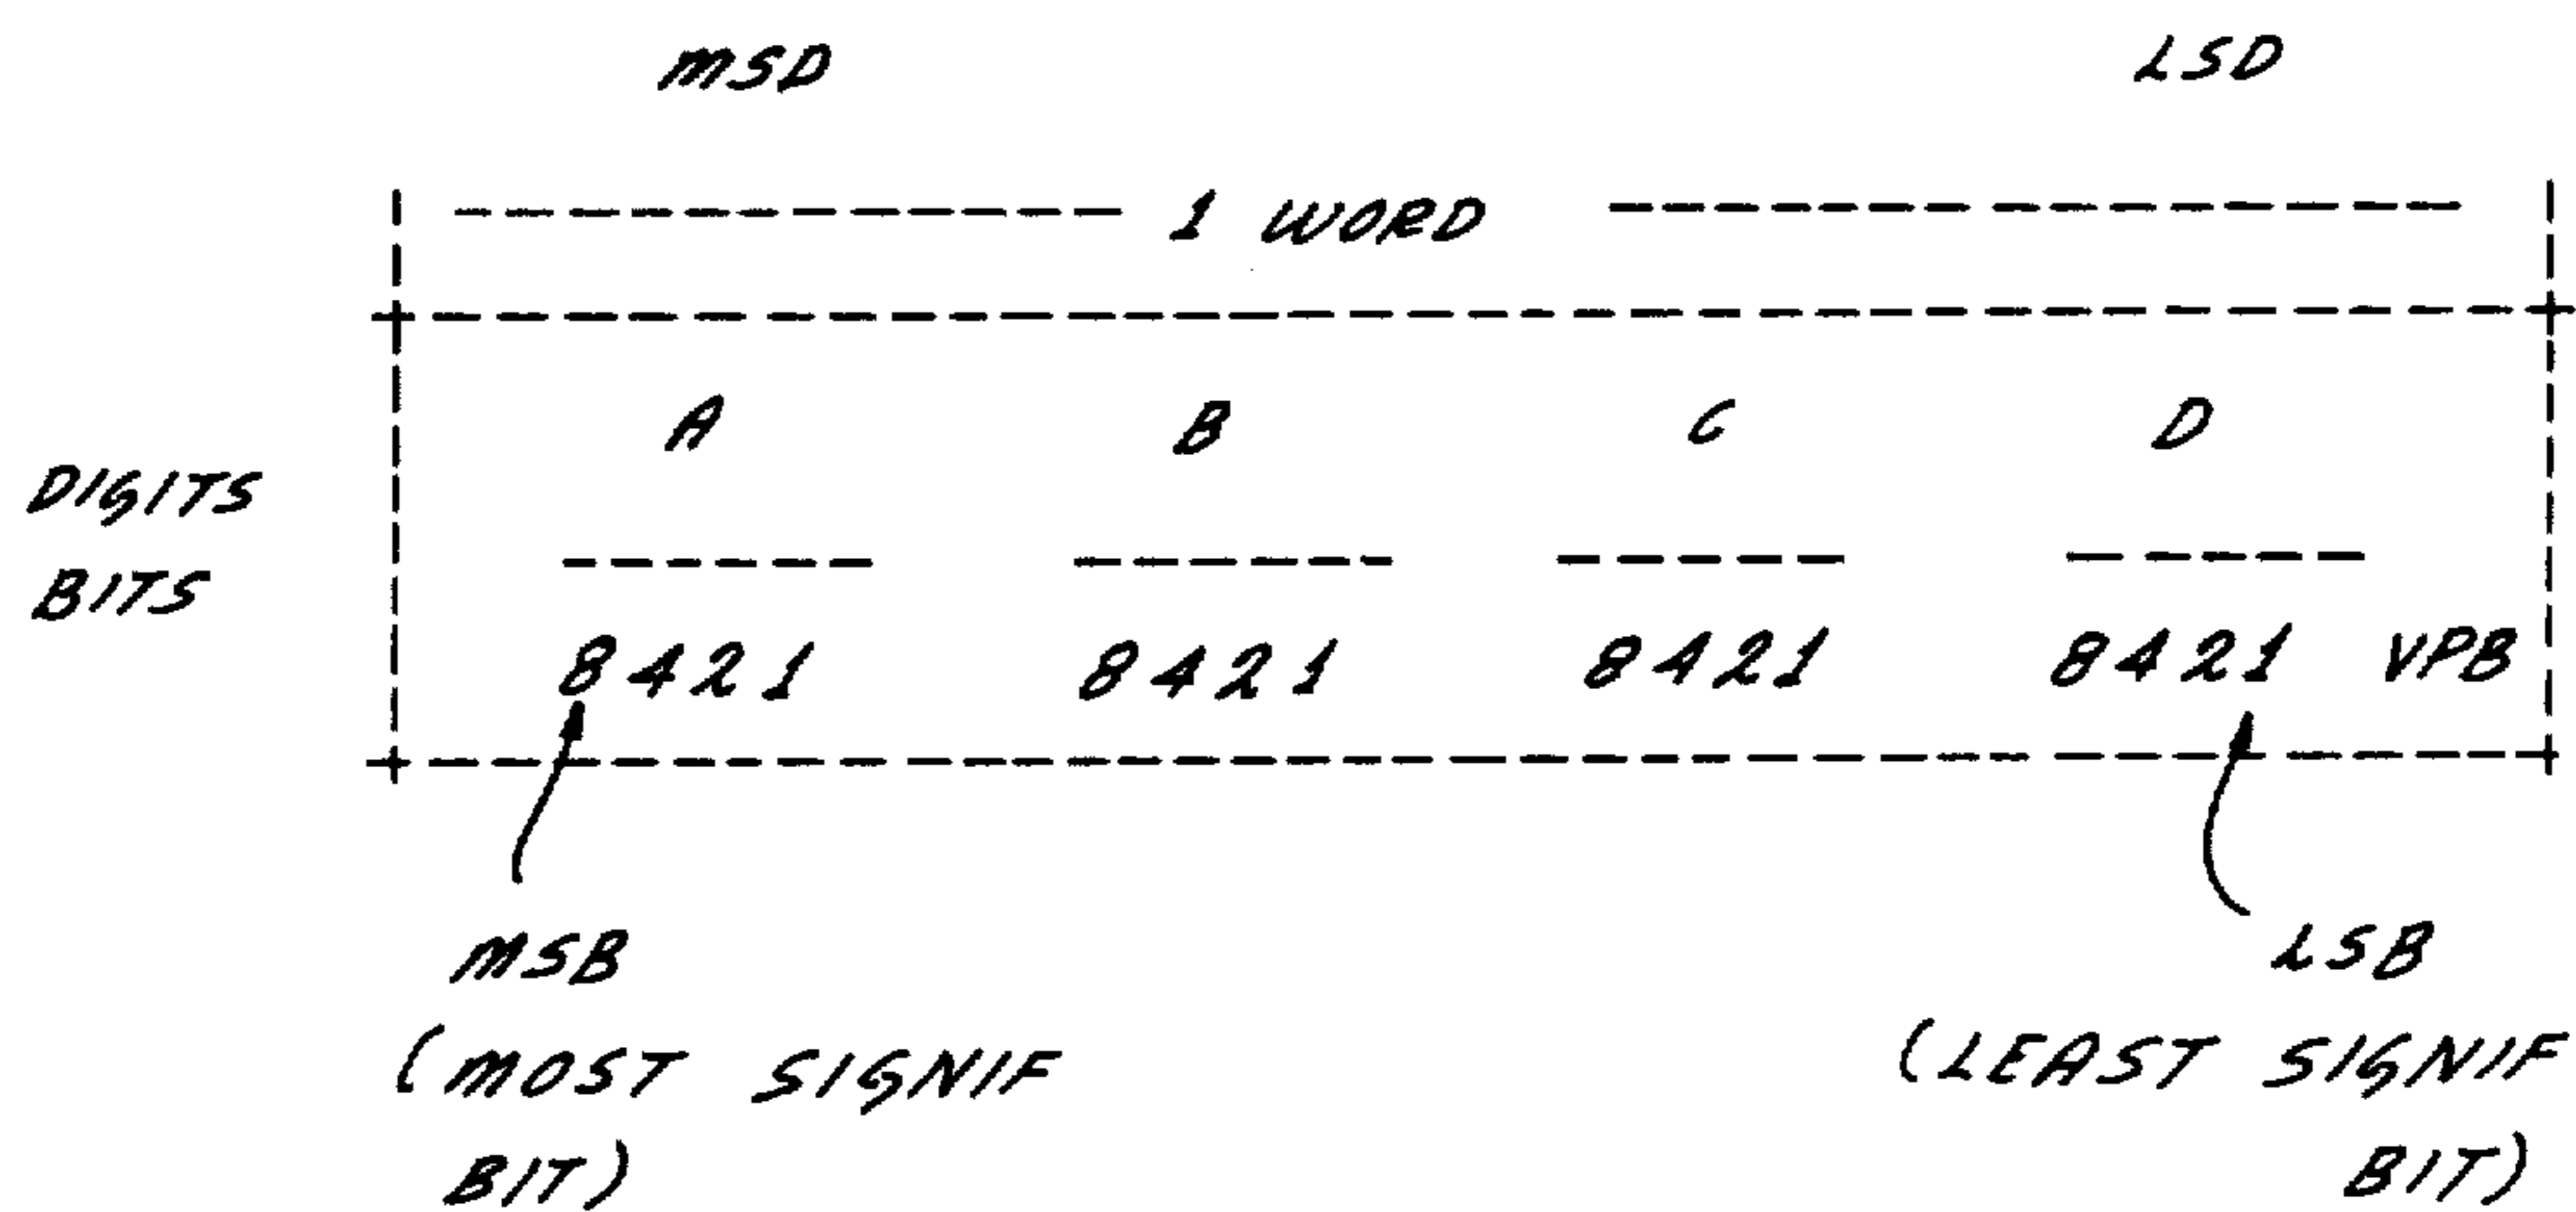 MSD LSD
1 WORD
A B C D
DIGITS
BITS
8421 8421 8421 8421 VPB
MSB LSB
(MOST SIGNIF (LEAST SIGNIF
BIT) BIT)